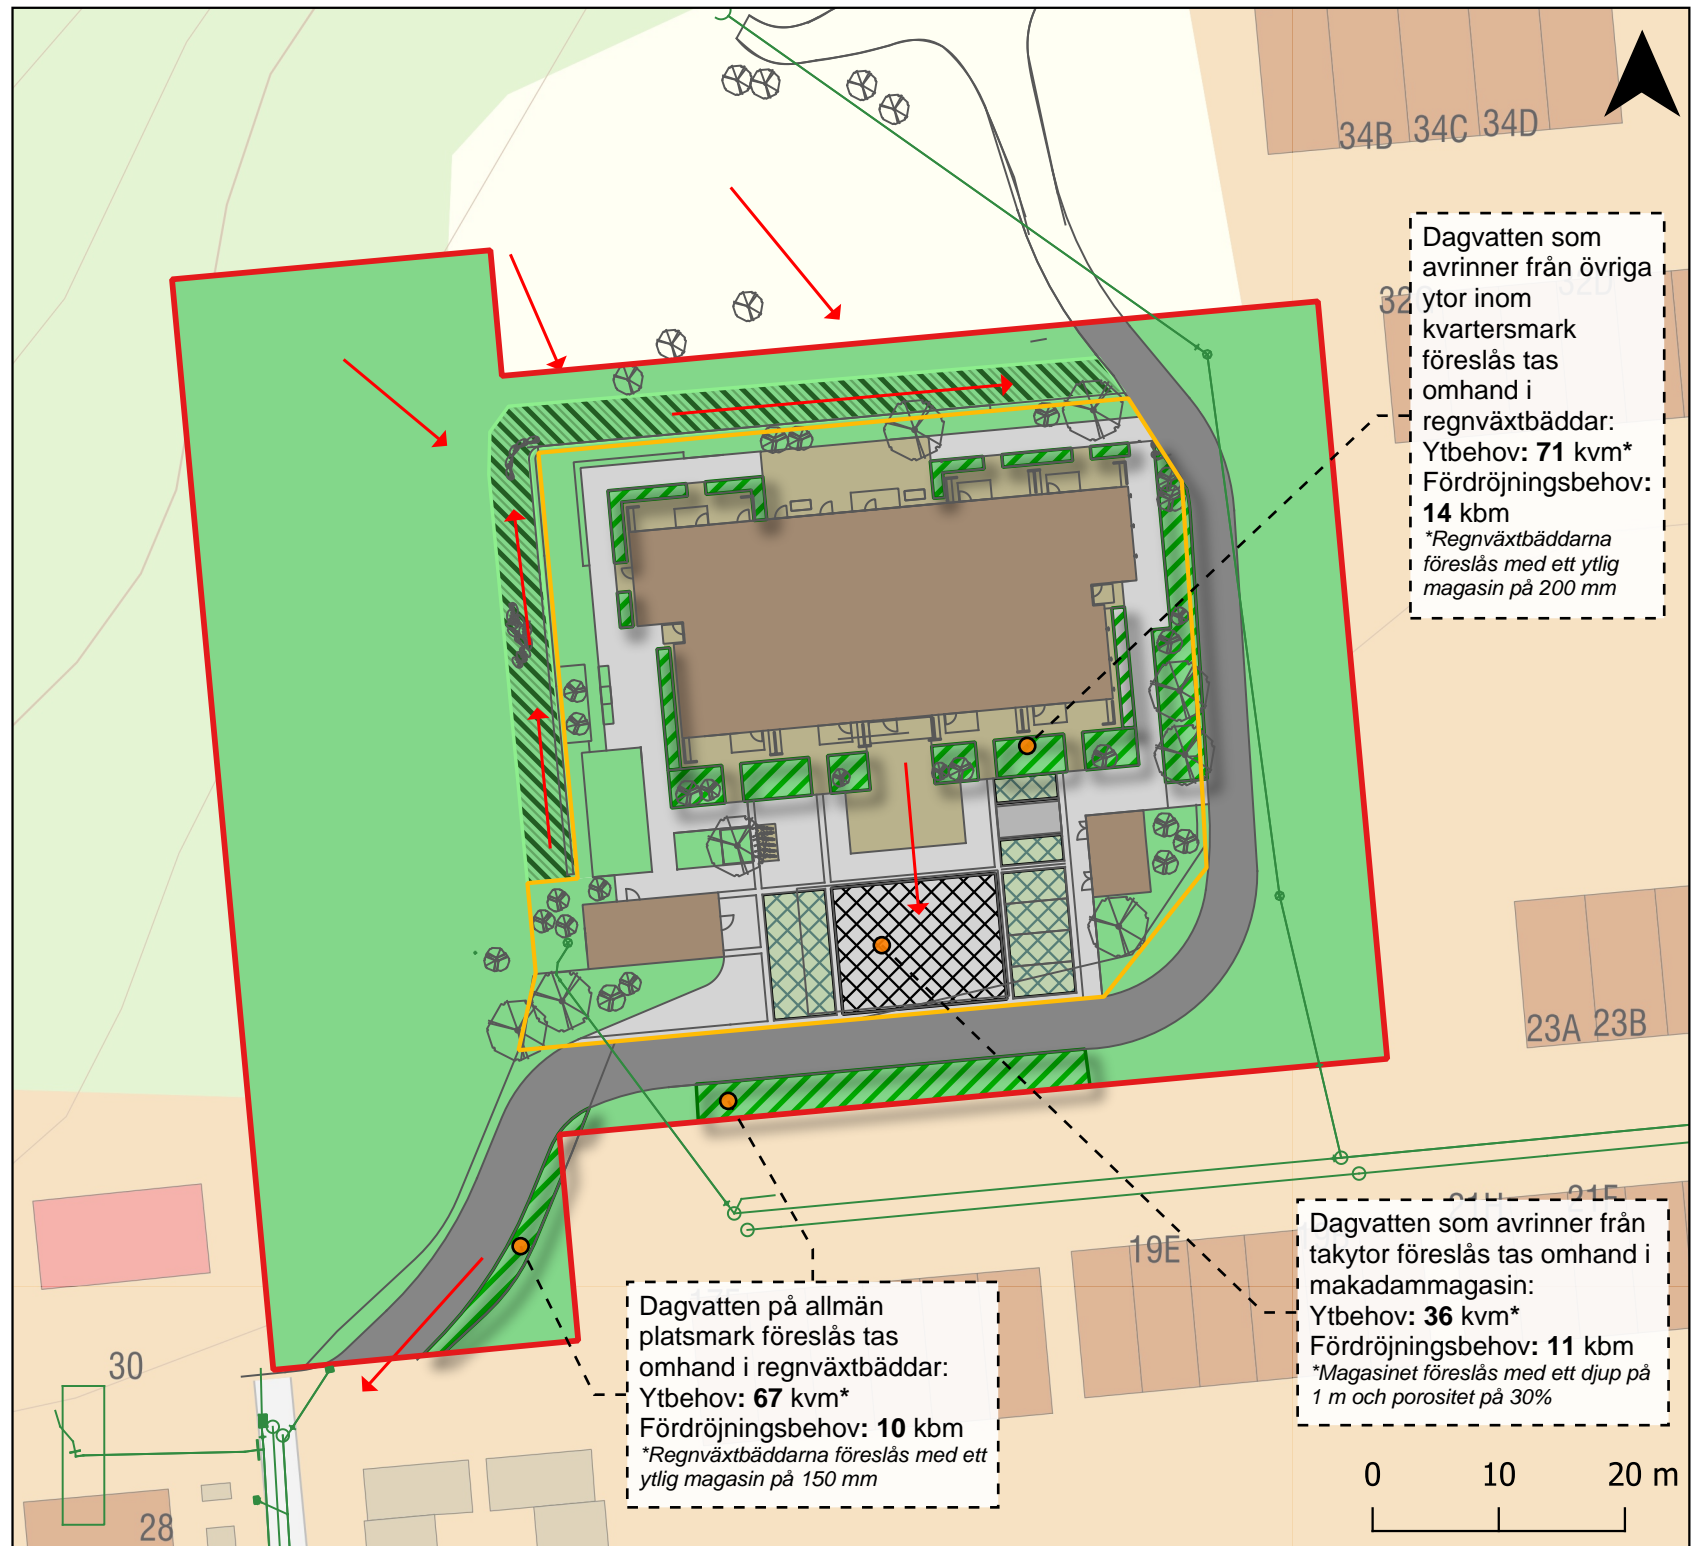 34B 34C 34D
Dagvatten som
avrinner från övriga
ytor inom
kvartersmark
föreslås tas
omhand i
regnväxtbäddar:
Ytbehov: 71 kvm*
Fördröjningsbehov:
14 kbm
*Regnväxtbäddarna
föreslås med ett ytlig
magasin på 200 mm
32D
23A 23B
21H 21F
19E
Dagvatten som avrinner från
takytor föreslås tas omhand i
makadammagasin:
Ytbehov: 36 kvm*
Fördröjningsbehov: 11 kbm
*Magasinet föreslås med ett djup på
1 m och porositet på 30%
Dagvatten på allmän
platsmark föreslås tas
omhand i regnväxtbäddar:
Ytbehov: 67 kvm*
Fördröjningsbehov: 10 kbm
*Regnväxtbäddarna föreslås med ett
ytlig magasin på 150 mm
30
28
0 10 20 m